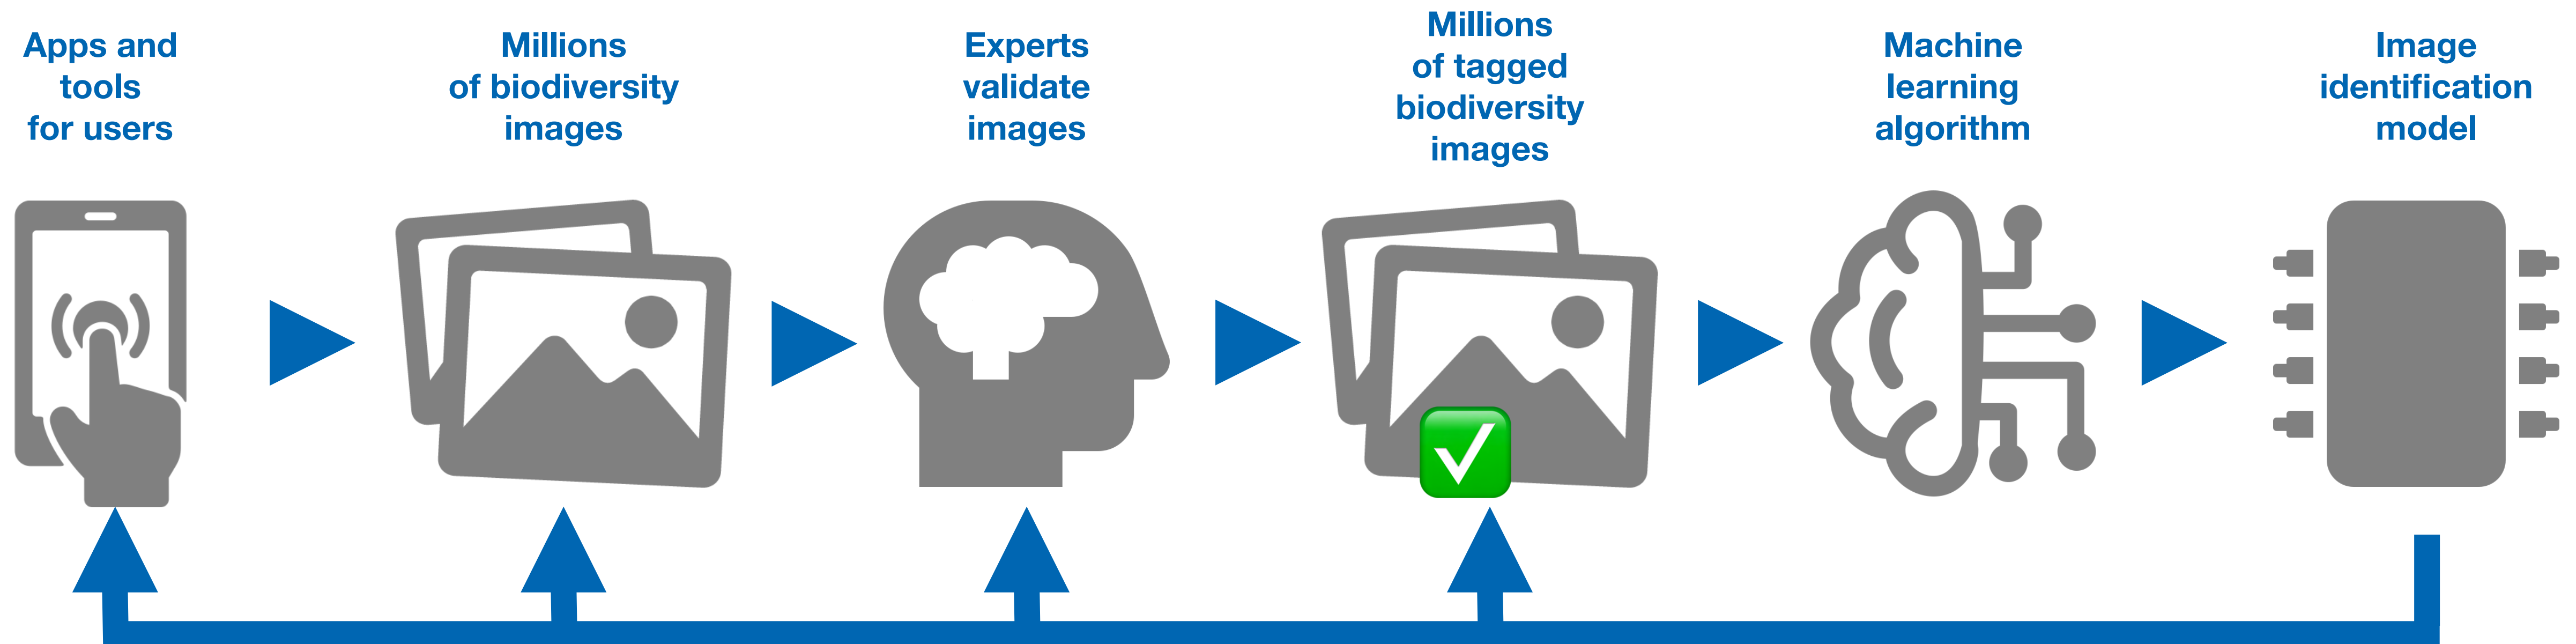 Apps and
tools
for users
Millions
of biodiversity
images
Experts
validate
images
Millions
of tagged
biodiversity
images
Machine
learning
algorithm
Image
identification
model